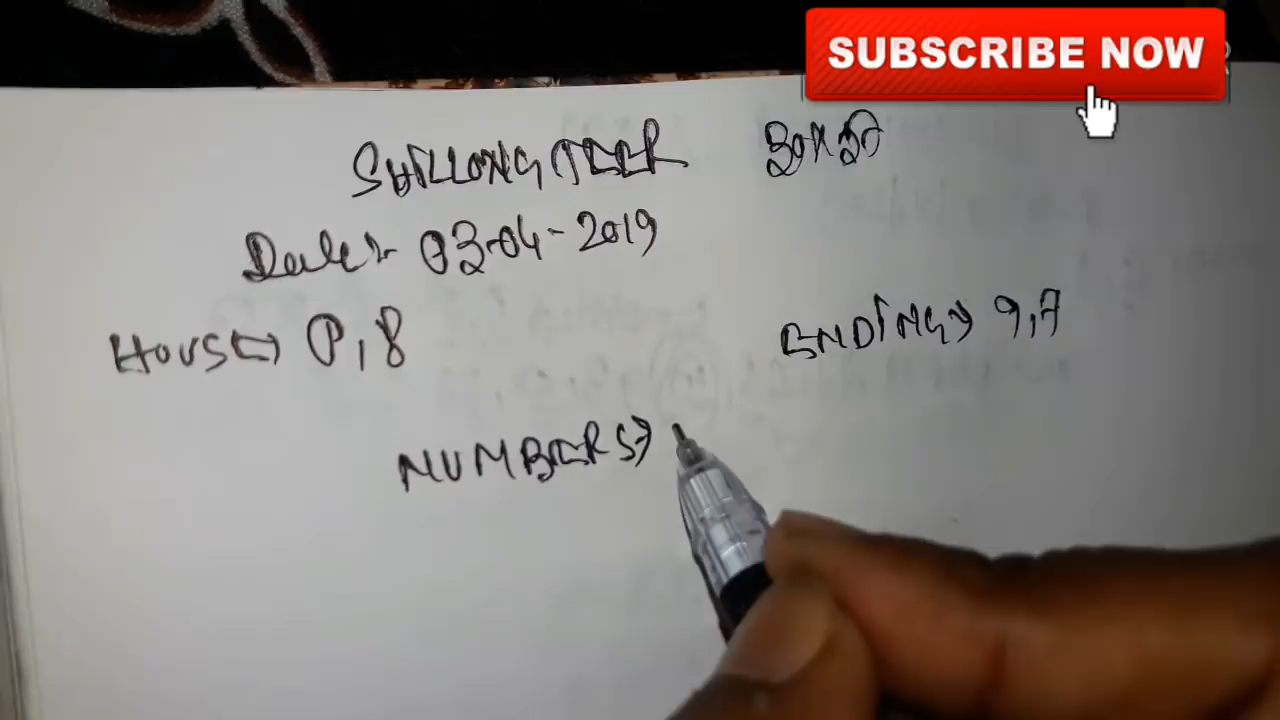 SUBSCRIBE NOW
SHILLONG TEER
Date:- 03-04-2019
HOUSE→ 0,8 ENDING→ 9,7
NUMBERS→